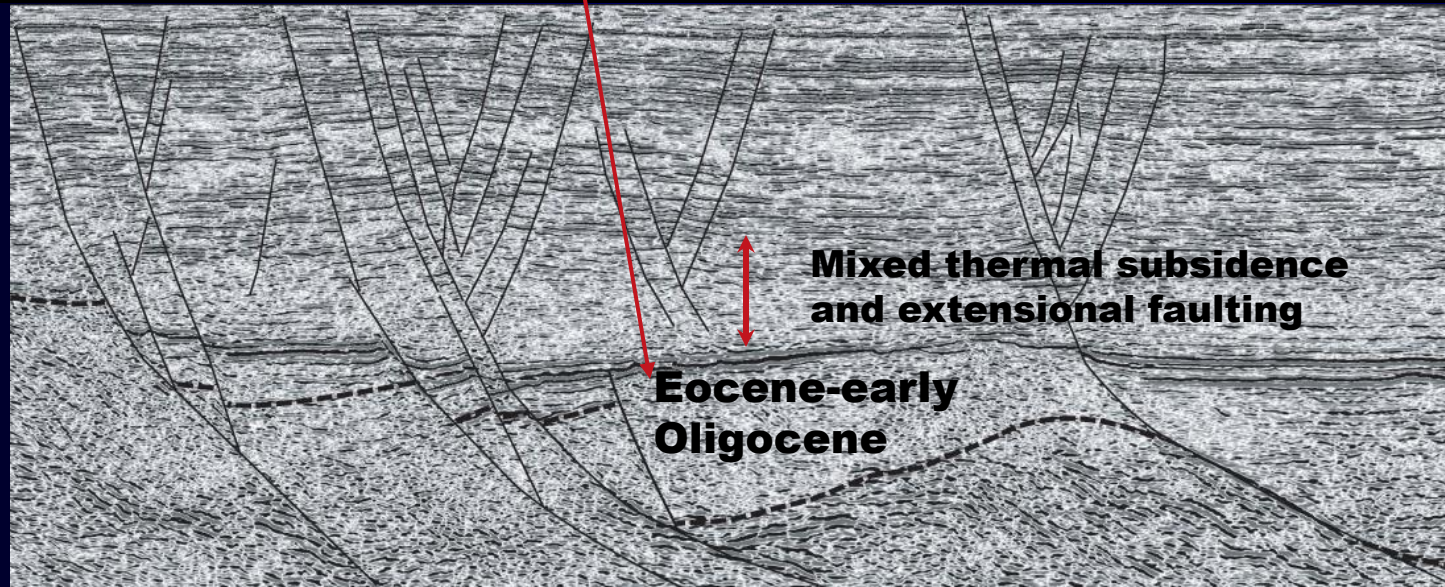 Mixed thermal subsidence
and extensional faulting
Eocene-early
Oligocene